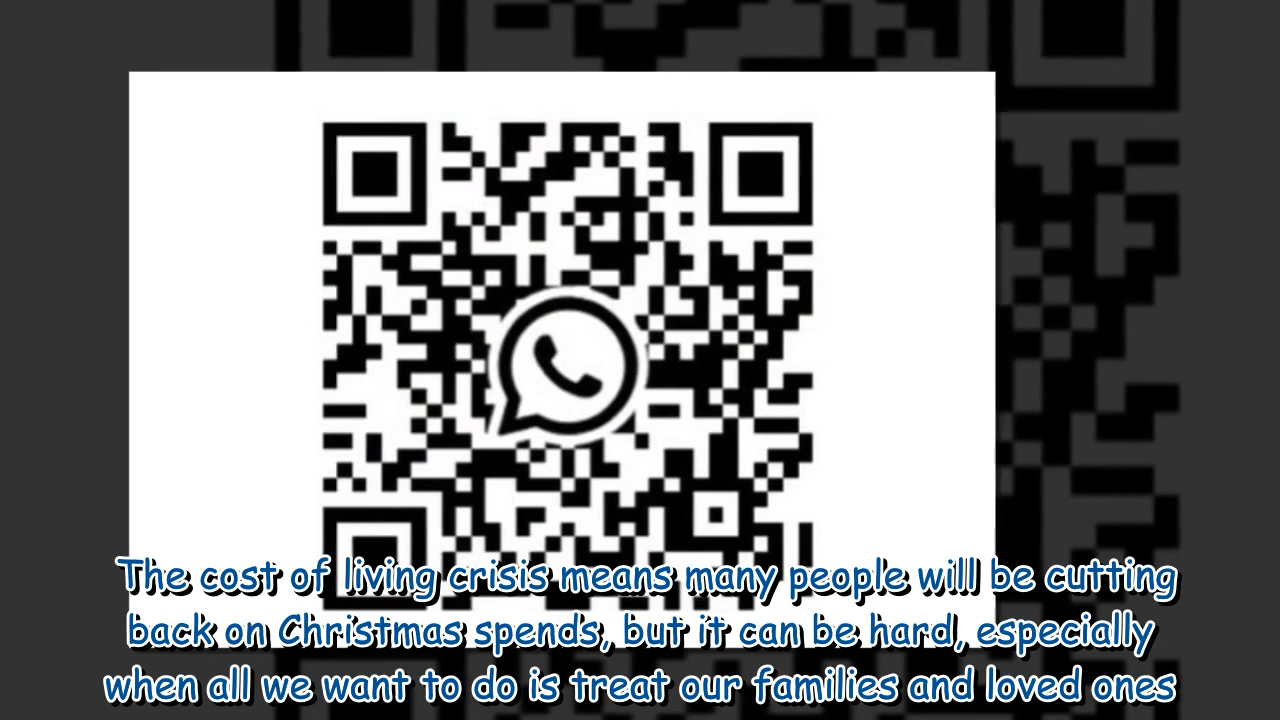 The cost of living crisis means many people will be cutting
back on Christmas spends, but it can be hard, especially
when all we want to do is treat our families and loved ones